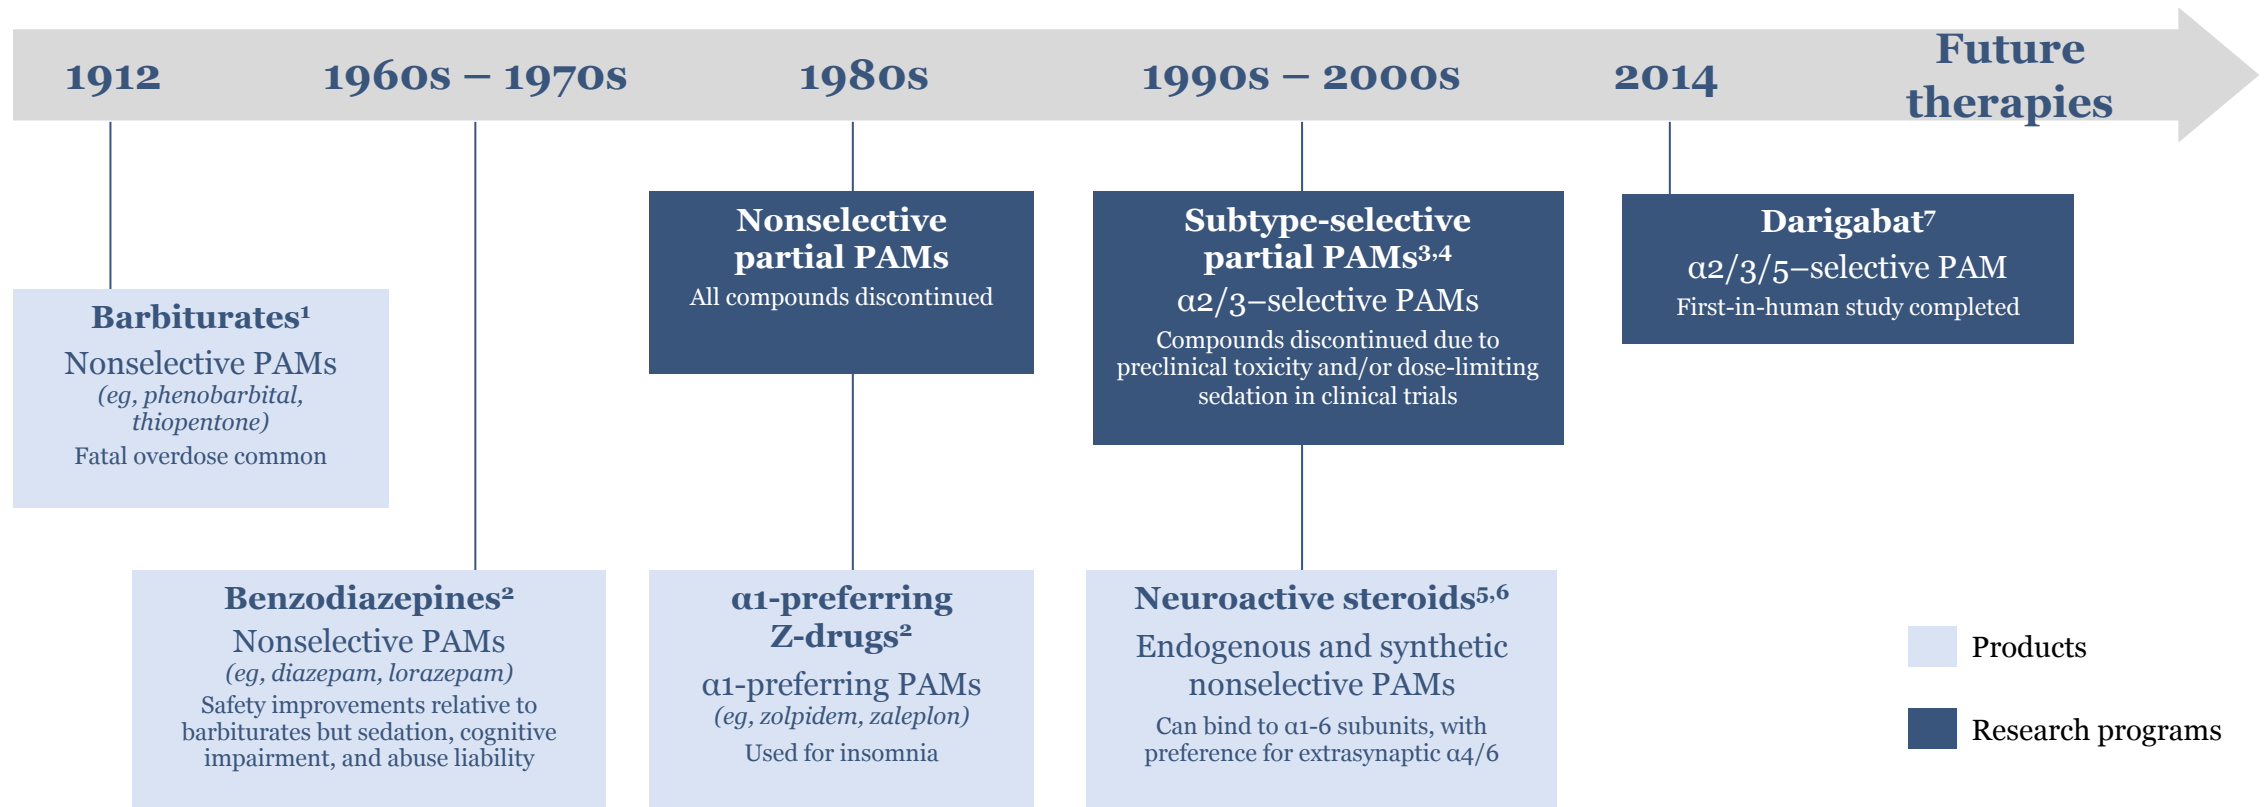 1912
1960s – 1970s
1980s
1990s – 2000s
2014
Future
therapies
Barbiturates¹
Nonselective PAMs
(eg, phenobarbital,
thiopentone)
Fatal overdose common
Benzodiazepines²
Nonselective PAMs
(eg, diazepam, lorazepam)
Safety improvements relative to
barbiturates but sedation, cognitive
impairment, and abuse liability
Nonselective
partial PAMs
All compounds discontinued
α1-preferring
Z-drugs²
α1-preferring PAMs
(eg, zolpidem, zaleplon)
Used for insomnia
Subtype-selective
partial PAMs³,⁴
α2/3–selective PAMs
Compounds discontinued due to
preclinical toxicity and/or dose-limiting
sedation in clinical trials
Neuroactive steroids⁵,⁶
Endogenous and synthetic
nonselective PAMs
Can bind to α1-6 subunits, with
preference for extrasynaptic α4/6
Darigabat⁷
α2/3/5–selective PAM
First-in-human study completed
Products
Research programs